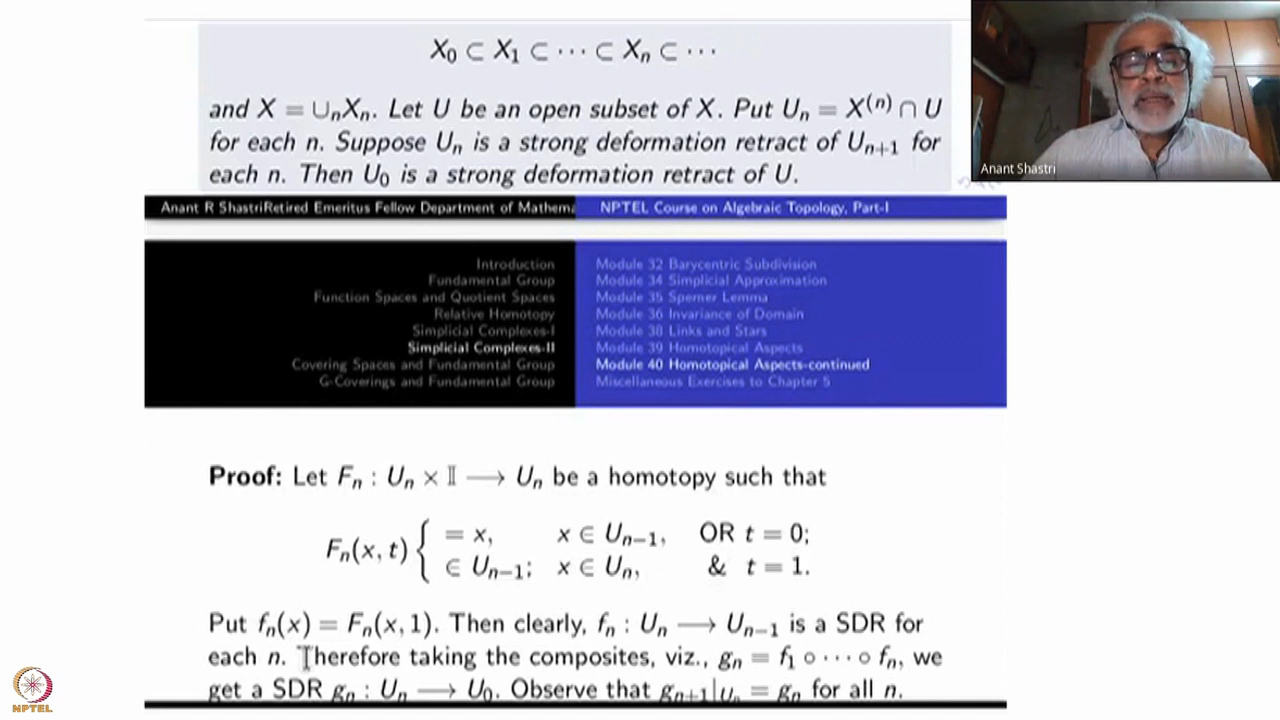 X₀ ⊂ X₁ ⊂ ⋯ ⊂ Xₙ ⊂ ⋯
and X = ∪ₙXₙ. Let U be an open subset of X. Put Uₙ = X⁽ⁿ⁾ ∩ U
for each n. Suppose Uₙ is a strong deformation retract of Uₙ₊₁ for
each n. Then U₀ is a strong deformation retract of U.
Anant Shastri
Anant R ShastriRetired Emeritus Fellow Department of Mathema
NPTEL Course on Algebraic Topology, Part-I
Introduction
Fundamental Group
Function Spaces and Quotient Spaces
Relative Homotopy
Simplicial Complexes-I
Simplicial Complexes-II
Covering Spaces and Fundamental Group
G-Coverings and Fundamental Group
Module 32 Barycentric Subdivision
Module 34 Simplicial Approximation
Module 35 Sperner Lemma
Module 36 Invariance of Domain
Module 38 Links and Stars
Module 39 Homotopical Aspects
Module 40 Homotopical Aspects-continued
Miscellaneous Exercises to Chapter 5
Proof: Let Fₙ : Uₙ × 𝕀 ⟶ Uₙ be a homotopy such that
Fₙ(x, t) { = x, x ∈ Uₙ₋₁, OR t = 0;
∈ Uₙ₋₁; x ∈ Uₙ, & t = 1.
Put fₙ(x) = Fₙ(x, 1). Then clearly, fₙ : Uₙ ⟶ Uₙ₋₁ is a SDR for
each n. Therefore taking the composites, viz., gₙ = f₁ ∘ ⋯ ∘ fₙ, we
get a SDR gₙ : Uₙ ⟶ U₀. Observe that gₙ₊₁|Uₙ = gₙ for all n.
NPTEL